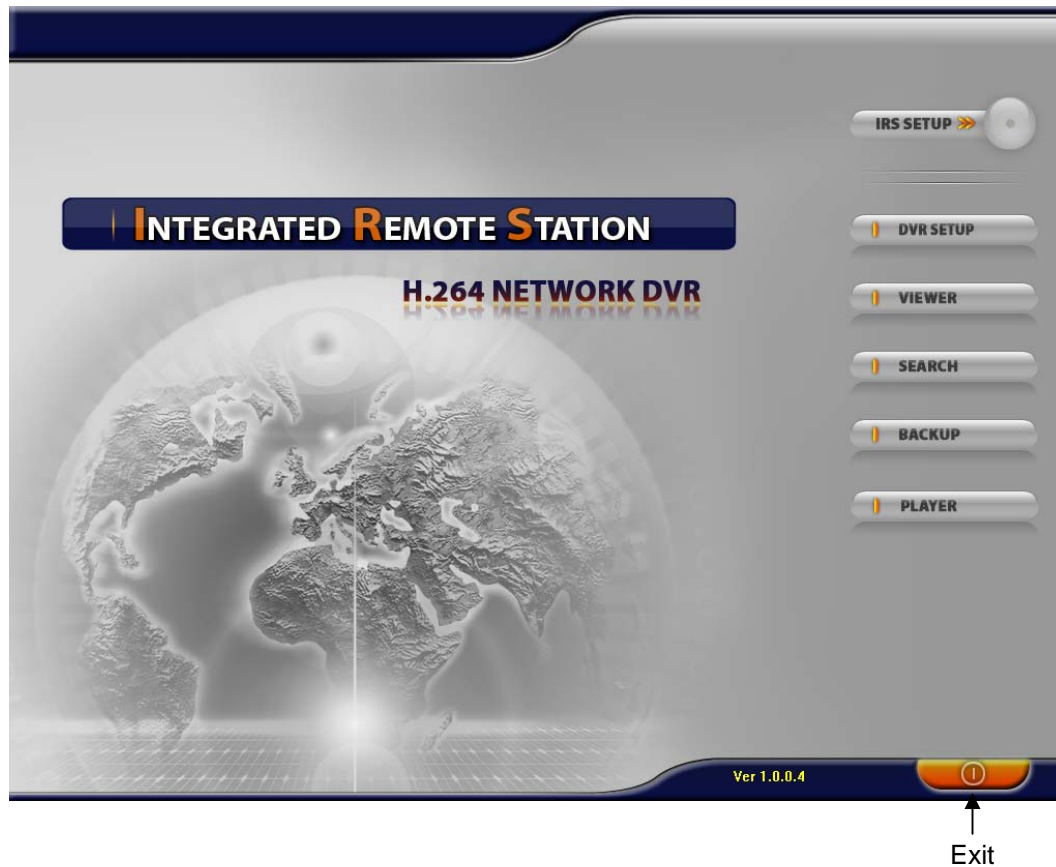 IRS SETUP
INTEGRATED REMOTE STATION
DVR SETUP
H.264 NETWORK DVR
VIEWER
SEARCH
BACKUP
PLAYER
Ver 1.0.0.4
Exit